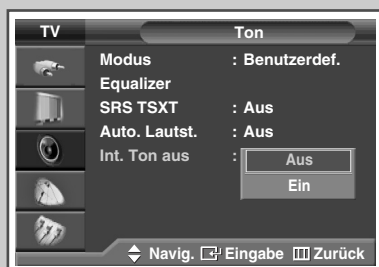 TV Ton
Modus : Benutzerdef.
Equalizer
SRS TSXT : Aus
Auto. Lautst. : Aus
Int. Ton aus : Aus
Ein
Navig. Eingabe Zurück